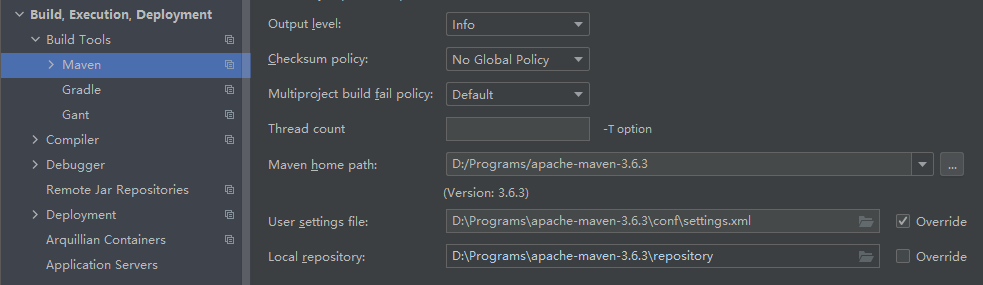 Build, Execution, Deployment
Build Tools
Maven
Gradle
Gant
Compiler
Debugger
Remote Jar Repositories
Deployment
Arquillian Containers
Application Servers
Output level: Info
Checksum policy: No Global Policy
Multiproject build fail policy: Default
Thread count -T option
Maven home path: D:/Programs/apache-maven-3.6.3 ...
(Version: 3.6.3)
User settings file: D:\Programs\apache-maven-3.6.3\conf\settings.xml Override
Local repository: D:\Programs\apache-maven-3.6.3\repository Override